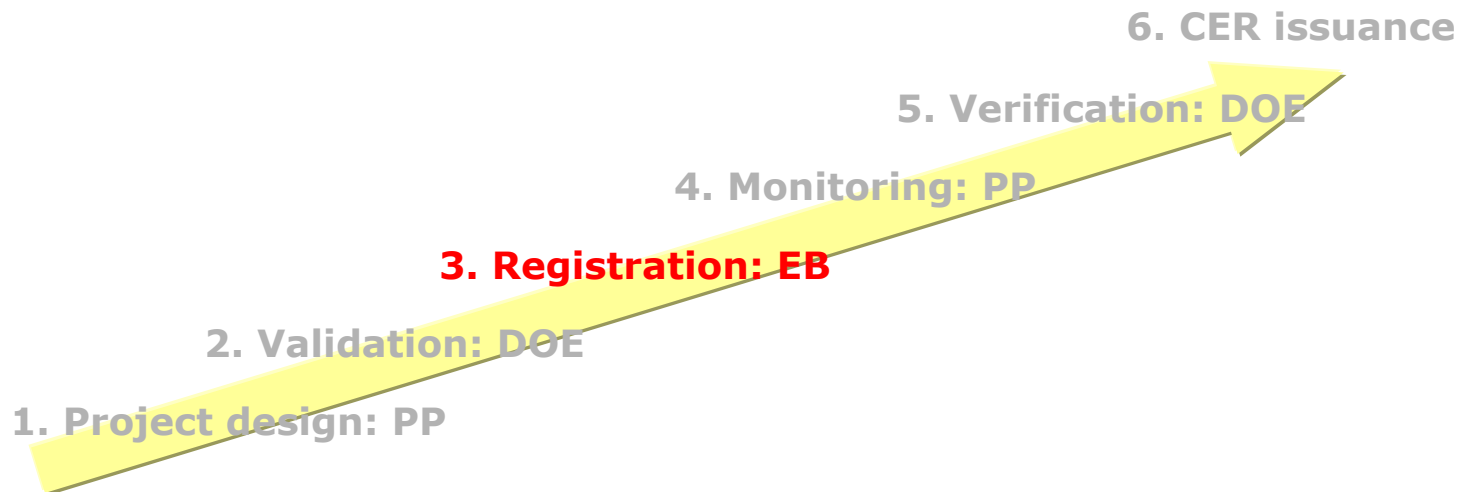 6. CER issuance
5. Verification: DOE
4. Monitoring: PP
3. Registration: EB
2. Validation: DOE
1. Project design: PP